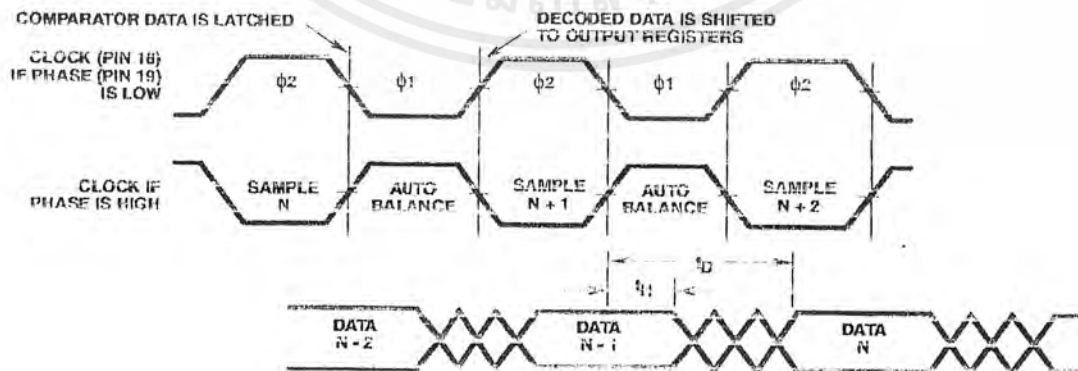 COMPARATOR DATA IS LATCHED
DECODED DATA IS SHIFTED
TO OUTPUT REGISTERS
CLOCK (PIN 18)
IF PHASE (PIN 19)
IS LOW
ϕ2 ϕ1 ϕ2 ϕ1 ϕ2
CLOCK IF
PHASE IS HIGH
SAMPLE
N
AUTO
BALANCE
SAMPLE
N + 1
AUTO
BALANCE
SAMPLE
N + 2
tD
tH
DATA
N - 2
DATA
N - 1
DATA
N